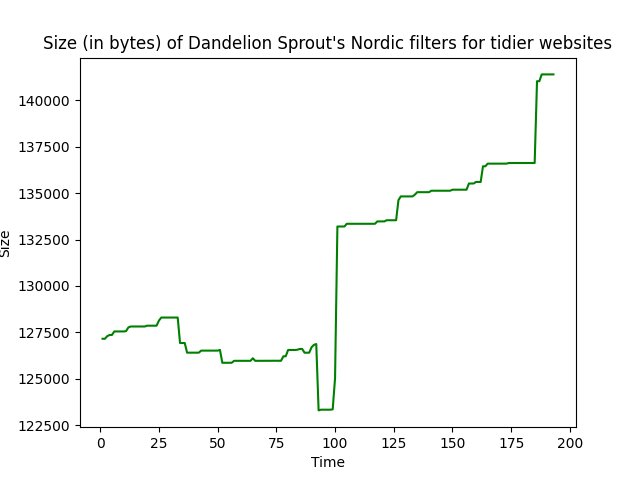 Size (in bytes) of Dandelion Sprout's Nordic filters for tidier websites
140000
137500
135000
132500
130000
127500
125000
122500
Size
0 25 50 75 100 125 150 175 200
Time